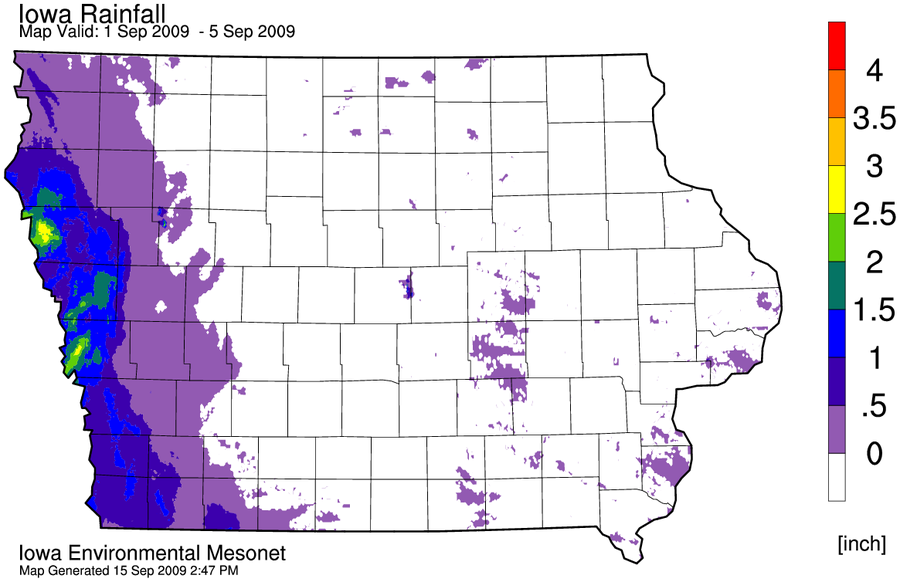 Iowa Rainfall
Map Valid: 1 Sep 2009 - 5 Sep 2009
4
3.5
3
2.5
2
1.5
1
.5
0
[inch]
Iowa Environmental Mesonet
Map Generated 15 Sep 2009 2:47 PM